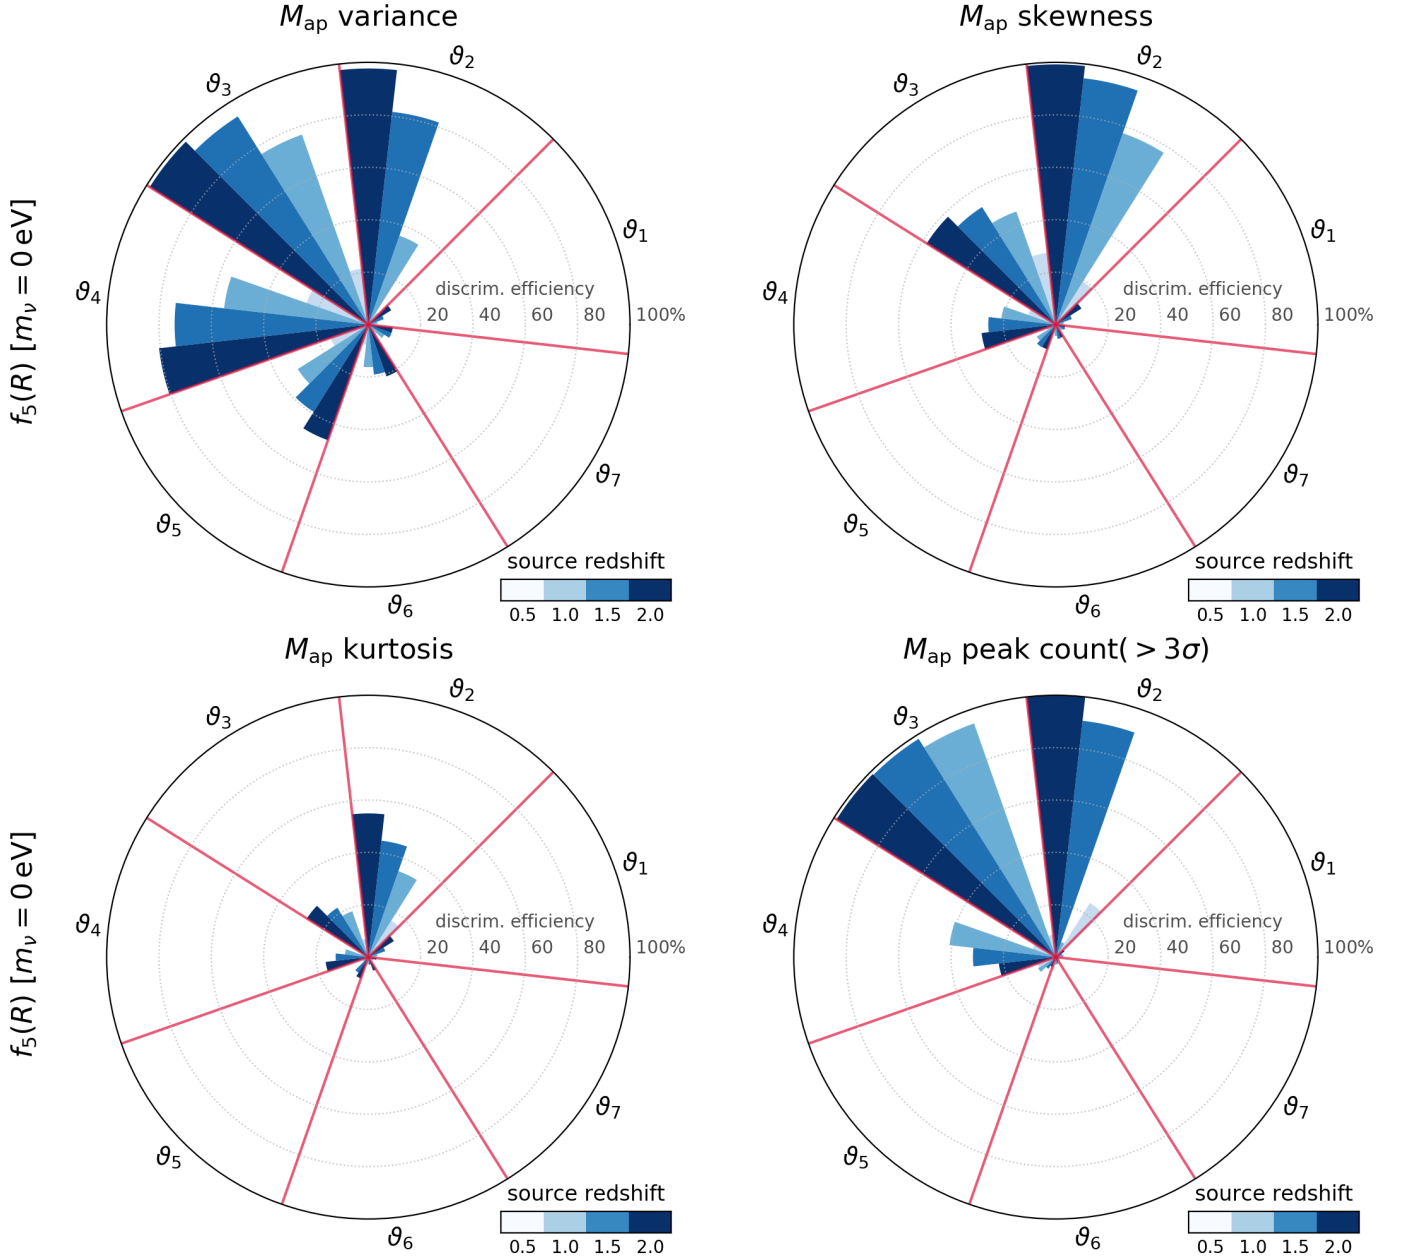 M_ap variance
ϑ₂
ϑ₃
ϑ₁
ϑ₄
discrim. efficiency
20 40 60 80 100%
f₅(R) [m_ν = 0 eV]
ϑ₇
ϑ₅
ϑ₆
source redshift
0.5 1.0 1.5 2.0
M_ap skewness
ϑ₂
ϑ₃
ϑ₁
ϑ₄
discrim. efficiency
20 40 60 80 100%
ϑ₇
ϑ₅
ϑ₆
source redshift
0.5 1.0 1.5 2.0
M_ap kurtosis
ϑ₂
ϑ₃
ϑ₁
ϑ₄
discrim. efficiency
20 40 60 80 100%
f₅(R) [m_ν = 0 eV]
ϑ₇
ϑ₅
ϑ₆
source redshift
0.5 1.0 1.5 2.0
M_ap peak count(>3σ)
ϑ₂
ϑ₃
ϑ₁
ϑ₄
discrim. efficiency
20 40 60 80 100%
ϑ₇
ϑ₅
ϑ₆
source redshift
0.5 1.0 1.5 2.0